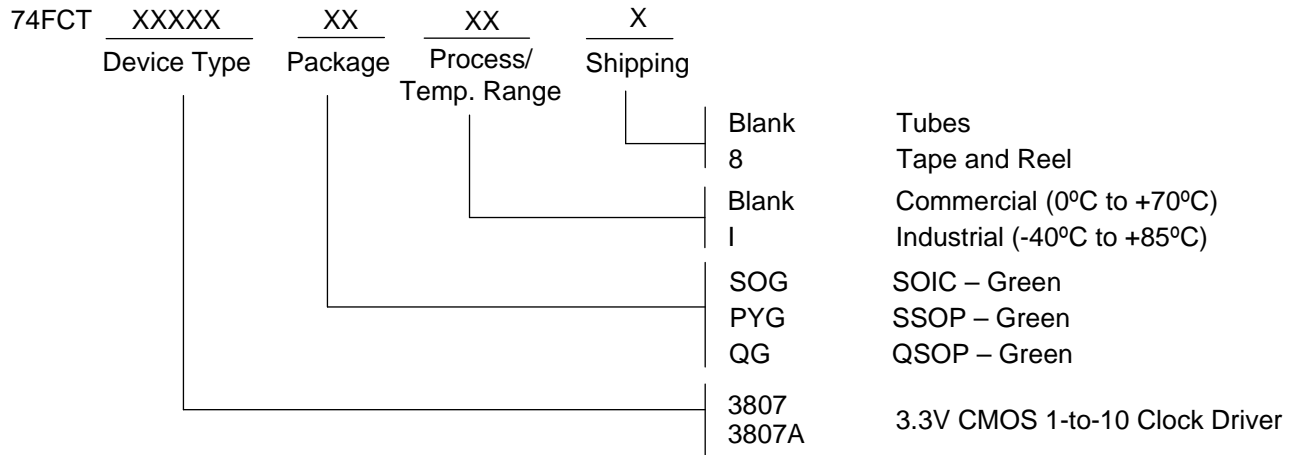 74FCT XXXXX XX XX X
Device Type Package Process/ Temp. Range Shipping
Blank Tubes
8 Tape and Reel
Blank Commercial (0ºC to +70ºC)
I Industrial (-40ºC to +85ºC)
SOG SOIC – Green
PYG SSOP – Green
QG QSOP – Green
3807
3807A
3.3V CMOS 1-to-10 Clock Driver